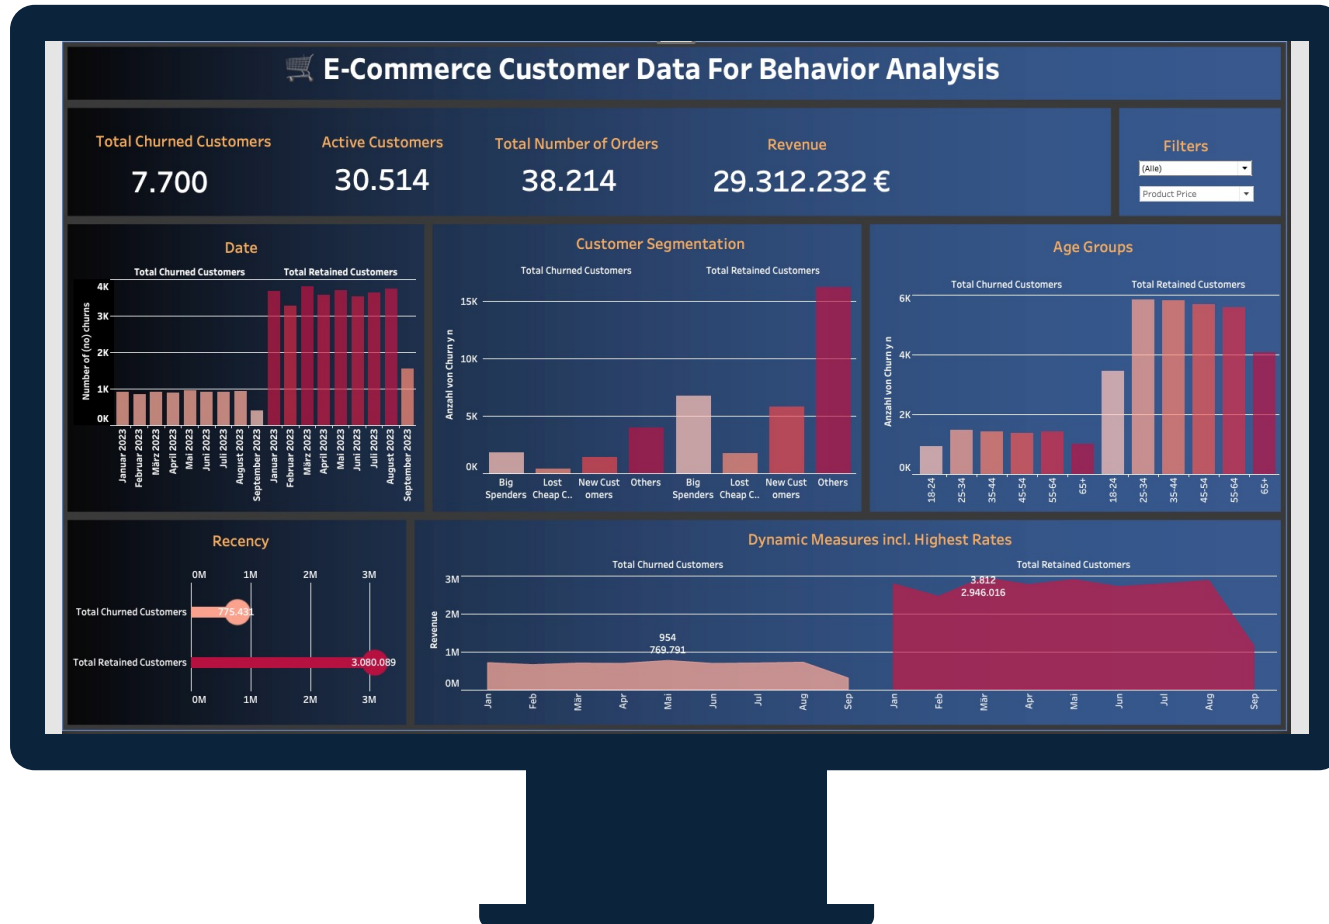 E-Commerce Customer Data For Behavior Analysis
Total Churned Customers
7.700
Active Customers
30.514
Total Number of Orders
38.214
Revenue
29.312.232 €
Filters
(Alle)
Product Price
Date
Total Churned Customers
Total Retained Customers
Number of (no) churns
4K
3K
2K
1K
0K
Januar 2023
Februar 2023
März 2023
April 2023
Mai 2023
Juni 2023
Juli 2023
August 2023
September 2023
Januar 2023
Februar 2023
März 2023
April 2023
Mai 2023
Juni 2023
Juli 2023
August 2023
September 2023
Customer Segmentation
Total Churned Customers
Total Retained Customers
Anzahl von Churn y n
15K
10K
5K
0K
Big Spenders
Lost Cheap C..
New Cust omers
Others
Big Spenders
Lost Cheap C..
New Cust omers
Others
Age Groups
Total Churned Customers
Total Retained Customers
Anzahl von Churn y n
6K
4K
2K
0K
18-24
25-34
35-44
45-54
55-64
65+
18-24
25-34
35-44
45-54
55-64
65+
Recency
0M 1M 2M 3M
Total Churned Customers
775.431
Total Retained Customers
3.080.089
0M 1M 2M 3M
Dynamic Measures incl. Highest Rates
Total Churned Customers
Total Retained Customers
Revenue
3M
2M
1M
0M
954
769.791
3.812
2.946.016
Jan
Feb
Mär
Apr
Mai
Jun
Jul
Aug
Sep
Jan
Feb
Mär
Apr
Mai
Jun
Jul
Aug
Sep